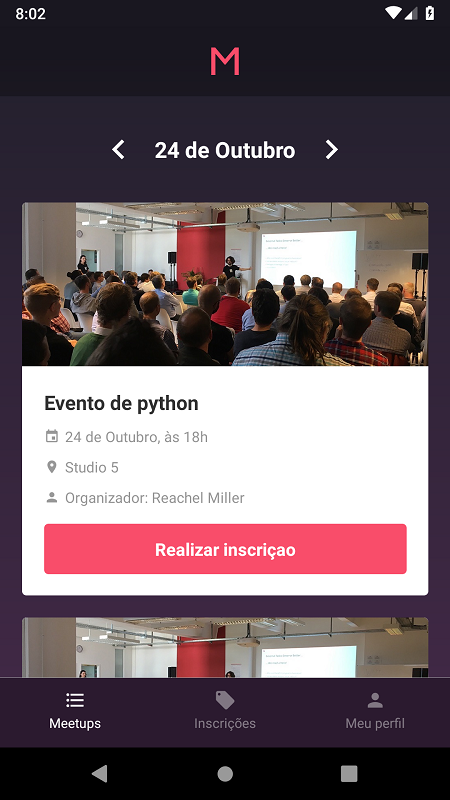 8:02
M
24 de Outubro
Evento de python
24 de Outubro, às 18h
Studio 5
Organizador: Reachel Miller
Realizar inscriçao
Meetups
Inscrições
Meu perfil